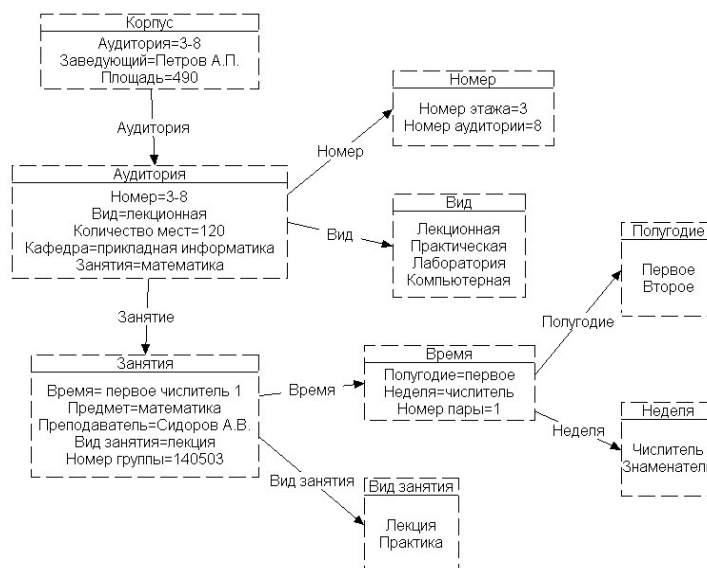 Корпус
Аудитория=3-8
Заведующий=Петров А.П.
Площадь=490
Аудитория
Номер
Номер этажа=3
Номер аудитории=8
Номер
Аудитория
Номер=3-8
Вид=лекционная
Количество мест=120
Кафедра=прикладная информатика
Занятия=математика
Вид
Вид
Лекционная
Практическая
Лаборатория
Компьютерная
Полугодие
Первое
Второе
Занятие
Полугодие
Занятия
Время= первое числитель 1
Предмет=математика
Преподаватель=Сидоров А.В.
Вид занятия=лекция
Номер группы=140503
Время
Время
Полугодие=первое
Неделя=числитель
Номер пары=1
Неделя
Неделя
Числитель
Знаменатель
Вид занятия
Вид занятия
Лекция
Практика